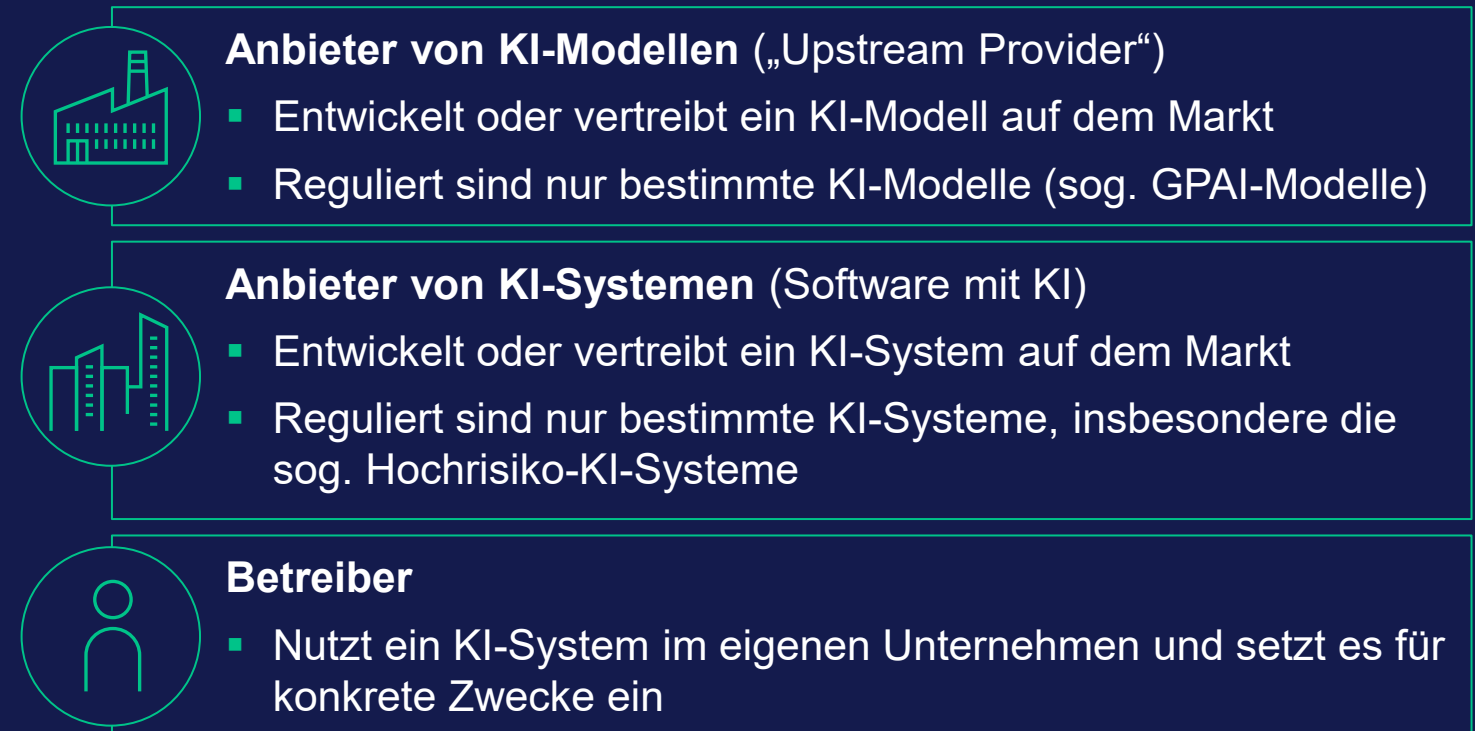 Anbieter von KI-Modellen („Upstream Provider“)
▪ Entwickelt oder vertreibt ein KI-Modell auf dem Markt
▪ Reguliert sind nur bestimmte KI-Modelle (sog. GPAI-Modelle)
Anbieter von KI-Systemen (Software mit KI)
▪ Entwickelt oder vertreibt ein KI-System auf dem Markt
▪ Reguliert sind nur bestimmte KI-Systeme, insbesondere die
sog. Hochrisiko-KI-Systeme
Betreiber
▪ Nutzt ein KI-System im eigenen Unternehmen und setzt es für
konkrete Zwecke ein